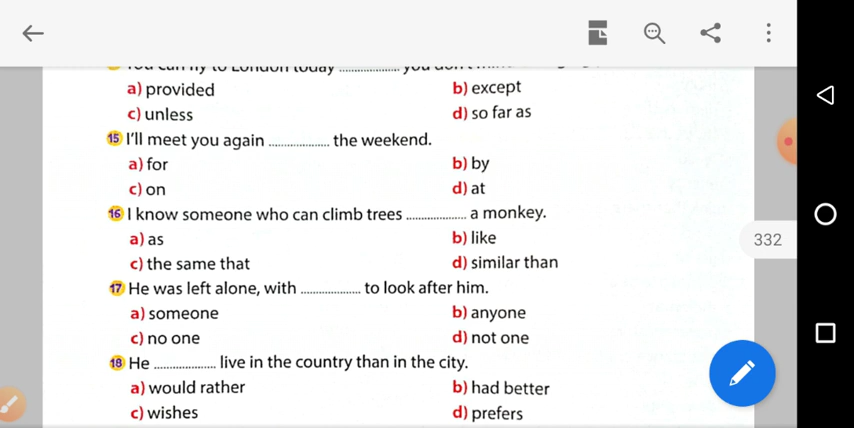 you don't mind
a) provided b) except
c) unless d) so far as
15 I'll meet you again .................. the weekend.
a) for b) by
c) on d) at
16 I know someone who can climb trees .................. a monkey.
a) as b) like
c) the same that d) similar than
332
17 He was left alone, with .................. to look after him.
a) someone b) anyone
c) no one d) not one
18 He .................. live in the country than in the city.
a) would rather b) had better
c) wishes d) prefers